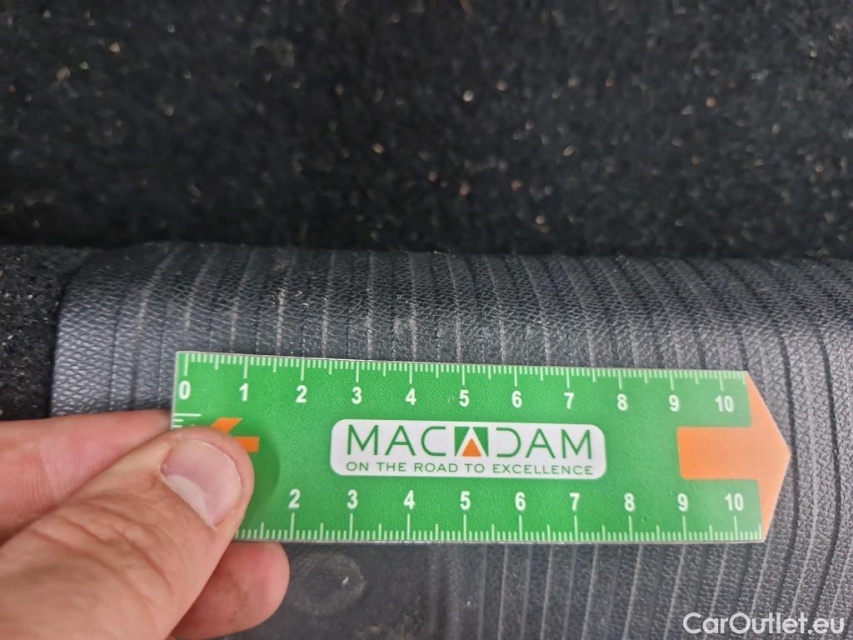 0 1 2 3 4 5 6 7 8 9 10
MACADAM
ON THE ROAD TO EXCELLENCE
2 3 4 5 6 7 8 9 10
CarOutlet.eu